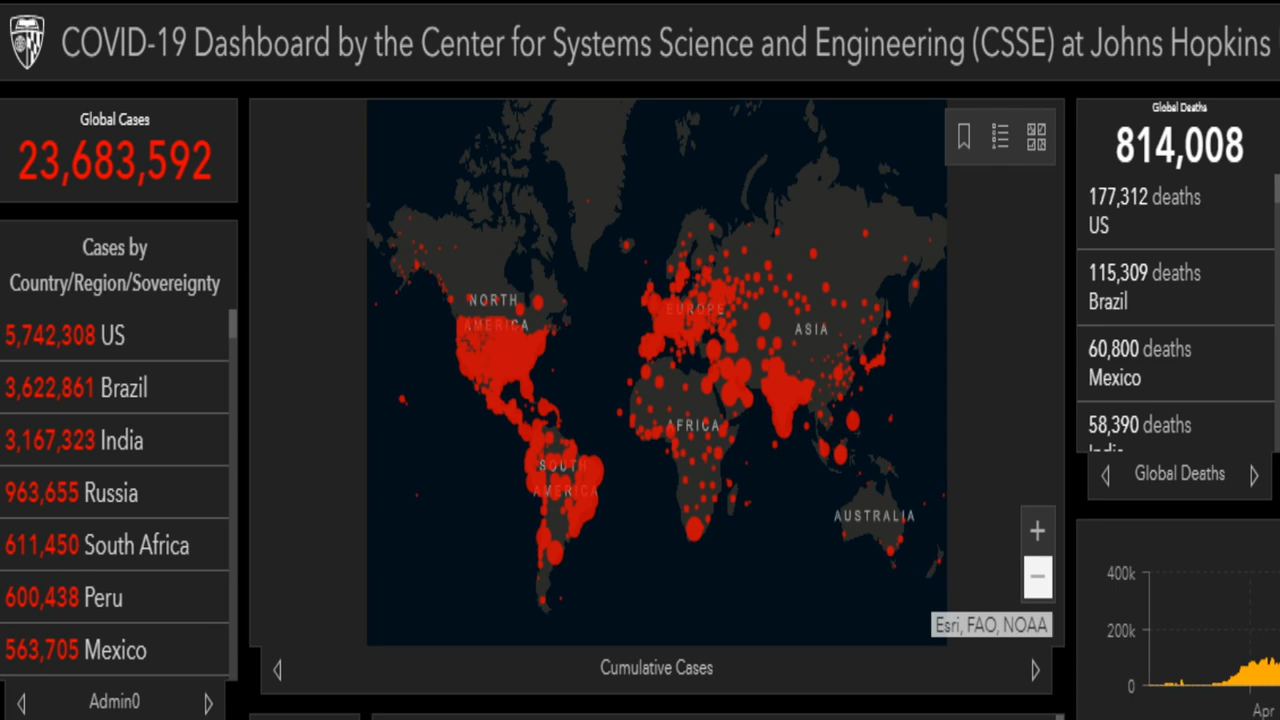 COVID-19 Dashboard by the Center for Systems Science and Engineering (CSSE) at Johns Hopkins
Global Cases
23,683,592
Cases by
Country/Region/Sovereignty
5,742,308 US
3,622,861 Brazil
3,167,323 India
963,655 Russia
611,450 South Africa
600,438 Peru
563,705 Mexico
Admin0
NORTH
AMERICA
EUROPE
ASIA
AFRICA
SOUTH
AMERICA
AUSTRALIA
+
−
Esri, FAO, NOAA
Cumulative Cases
Global Deaths
814,008
177,312 deaths
US
115,309 deaths
Brazil
60,800 deaths
Mexico
58,390 deaths
India
Global Deaths
400k
200k
0
Apr